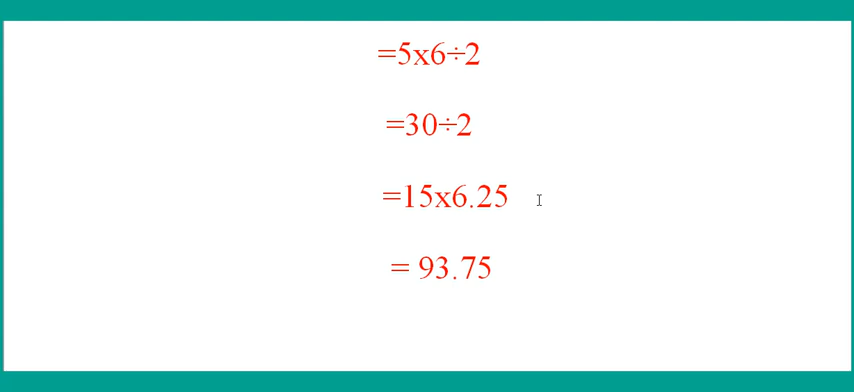 =5x6÷2
=30÷2
=15x6.25
= 93.75